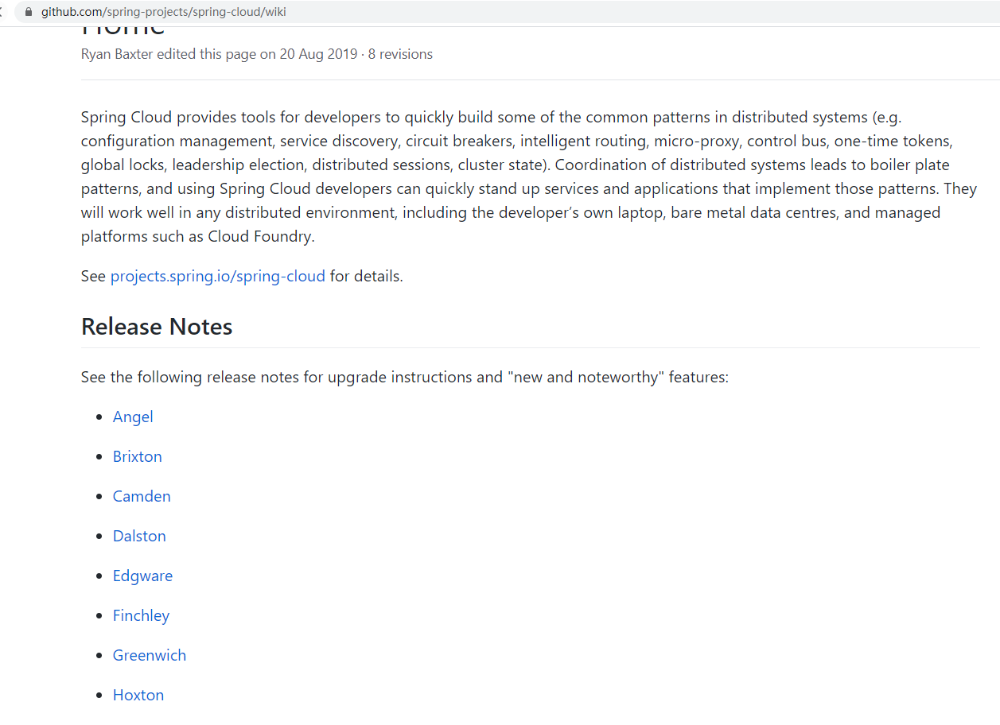 github.com/spring-projects/spring-cloud/wiki
Home
Ryan Baxter edited this page on 20 Aug 2019 · 8 revisions
Spring Cloud provides tools for developers to quickly build some of the common patterns in distributed systems (e.g.
configuration management, service discovery, circuit breakers, intelligent routing, micro-proxy, control bus, one-time tokens,
global locks, leadership election, distributed sessions, cluster state). Coordination of distributed systems leads to boiler plate
patterns, and using Spring Cloud developers can quickly stand up services and applications that implement those patterns. They
will work well in any distributed environment, including the developer’s own laptop, bare metal data centres, and managed
platforms such as Cloud Foundry.
See projects.spring.io/spring-cloud for details.
Release Notes
See the following release notes for upgrade instructions and "new and noteworthy" features:
• Angel
• Brixton
• Camden
• Dalston
• Edgware
• Finchley
• Greenwich
• Hoxton